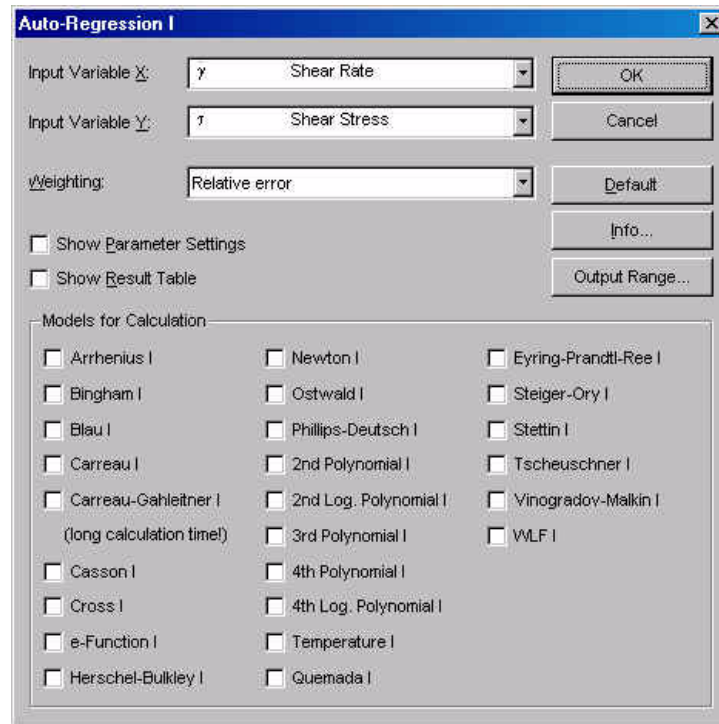 Auto-Regression I
Input Variable X: γ Shear Rate
OK
Input Variable Y: τ Shear Stress
Cancel
Weighting: Relative error
Default
Info...
Output Range...
Show Parameter Settings
Show Result Table
Models for Calculation
Arrhenius I
Bingham I
Blau I
Carreau I
Carreau-Gahleitner I
(long calculation time!)
Casson I
Cross I
e-Function I
Herschel-Bulkley I
Newton I
Ostwald I
Phillips-Deutsch I
2nd Polynomial I
2nd Log. Polynomial I
3rd Polynomial I
4th Polynomial I
4th Log. Polynomial I
Temperature I
Quemada I
Eyring-Prandtl-Ree I
Steiger-Ory I
Stettin I
Tscheuschner I
Vinogradov-Malkin I
WLF I